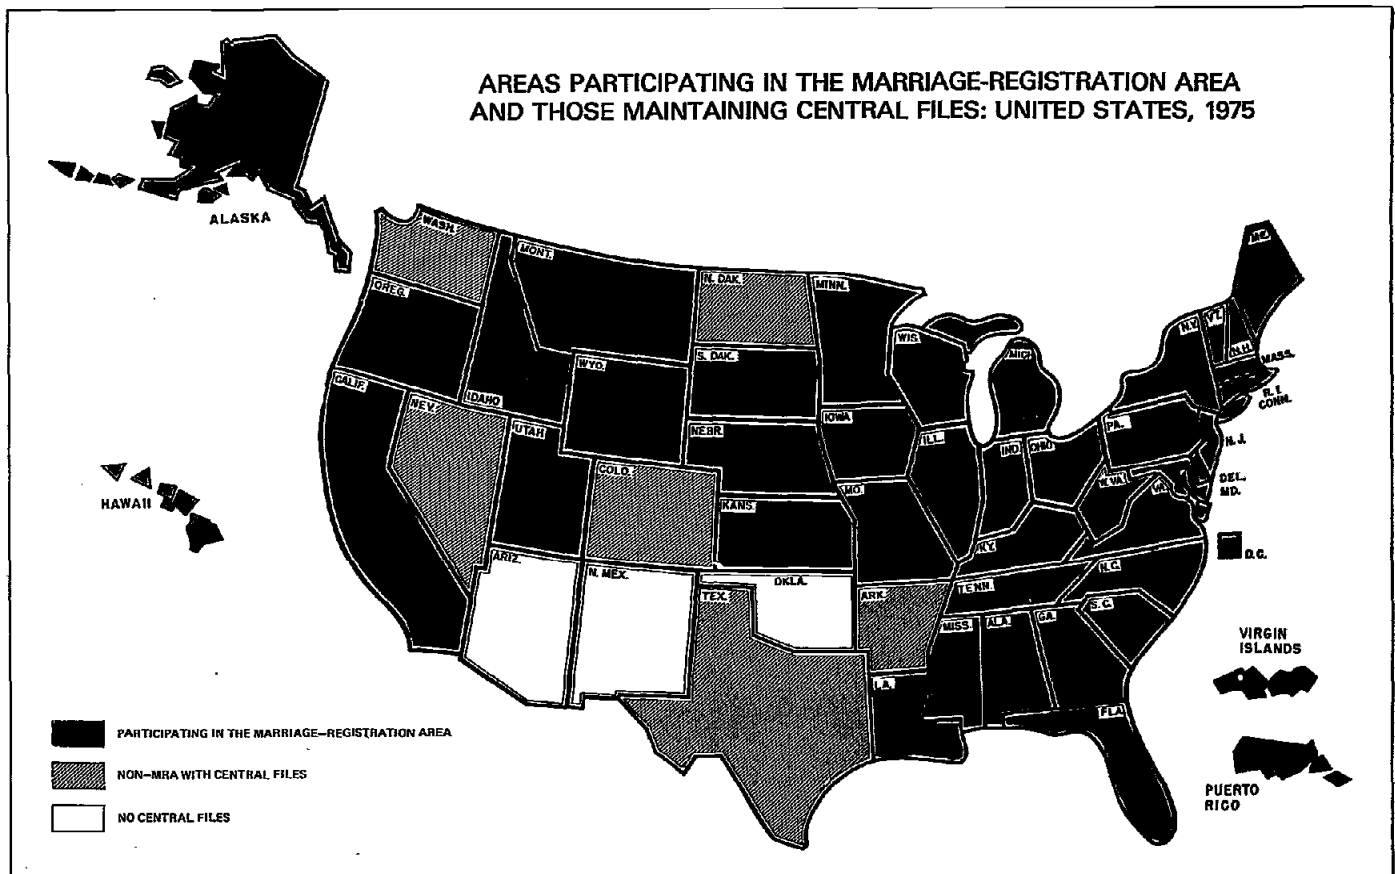 AREAS PARTICIPATING IN THE MARRIAGE-REGISTRATION AREA
AND THOSE MAINTAINING CENTRAL FILES: UNITED STATES, 1975
ALASKA
WASH.
MONT.
N. DAK.
MINN.
ME.
OREG.
WIS.
N.Y.
VT.
N.H.
MASS.
S. DAK.
MICH.
WYO.
CALIF.
IDAHO
NEV.
R. I.
CONN.
UTAH
NEBR.
IOWA
ILL.
IND.
OHIO
PA.
N. J.
COLO.
KANS.
MO.
W.VA.
VA.
DEL.
MD.
HAWAII
ARIZ.
N. MEX.
OKLA.
KY.
D.C.
TEX.
ARK.
TENN.
N.C.
S.C.
MISS.
ALA.
GA.
VIRGIN
ISLANDS
LA.
FLA.
PARTICIPATING IN THE MARRIAGE–REGISTRATION AREA
NON–MRA WITH CENTRAL FILES
PUERTO
RICO
NO CENTRAL FILES